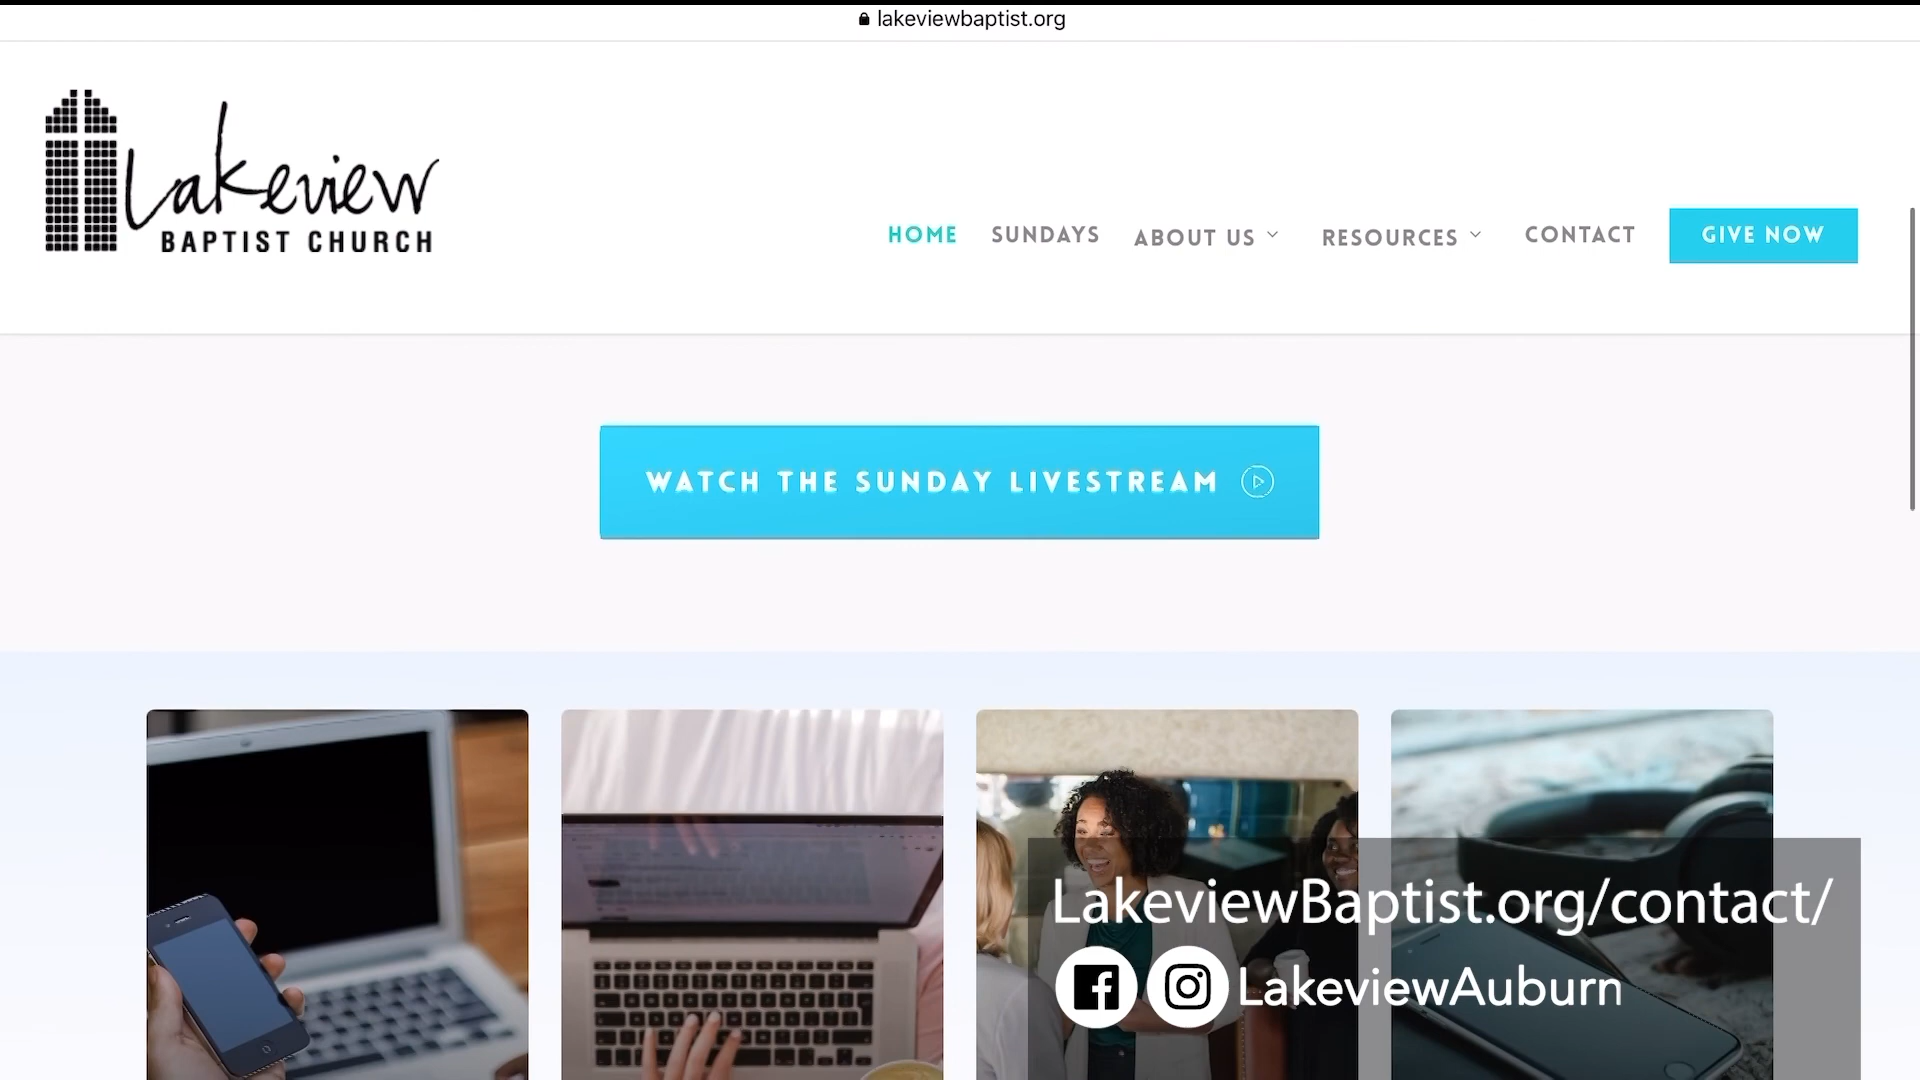 lakeviewbaptist.org
Lakeview
BAPTIST CHURCH
HOME SUNDAYS ABOUT US RESOURCES CONTACT GIVE NOW
WATCH THE SUNDAY LIVESTREAM
LakeviewBaptist.org/contact/
LakeviewAuburn